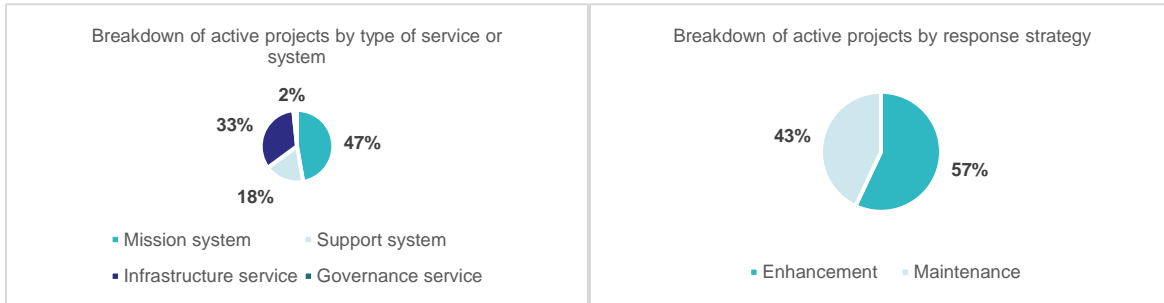 Breakdown of active projects by type of service or
system
2%
33%
47%
18%
Mission system
Support system
Infrastructure service
Governance service
Breakdown of active projects by response strategy
43%
57%
Enhancement
Maintenance